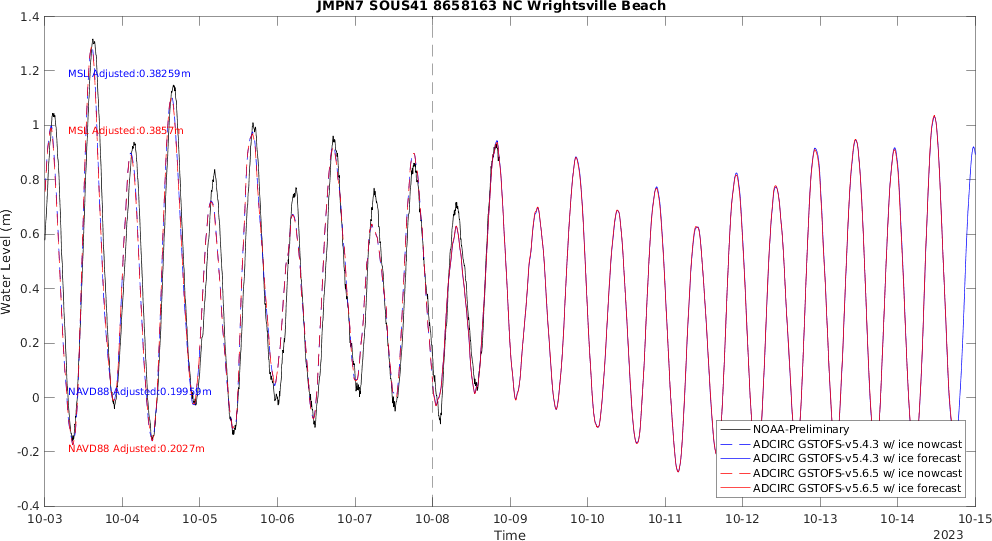 JMPN7 SOUS41 8658163 NC Wrightsville Beach
1.4
1.2
1
0.8
0.6
0.4
0.2
0
-0.2
-0.4
Water Level (m)
MSL Adjusted:0.38259m
MSL Adjusted:0.3857m
NAVD88 Adjusted:0.19959m
NAVD88 Adjusted:0.2027m
NOAA-Preliminary
ADCIRC GSTOFS-v5.4.3 w/ ice nowcast
ADCIRC GSTOFS-v5.4.3 w/ ice forecast
ADCIRC GSTOFS-v5.6.5 w/ ice nowcast
ADCIRC GSTOFS-v5.6.5 w/ ice forecast
10-03 10-04 10-05 10-06 10-07 10-08 10-09 10-10 10-11 10-12 10-13 10-14 10-15
Time
2023